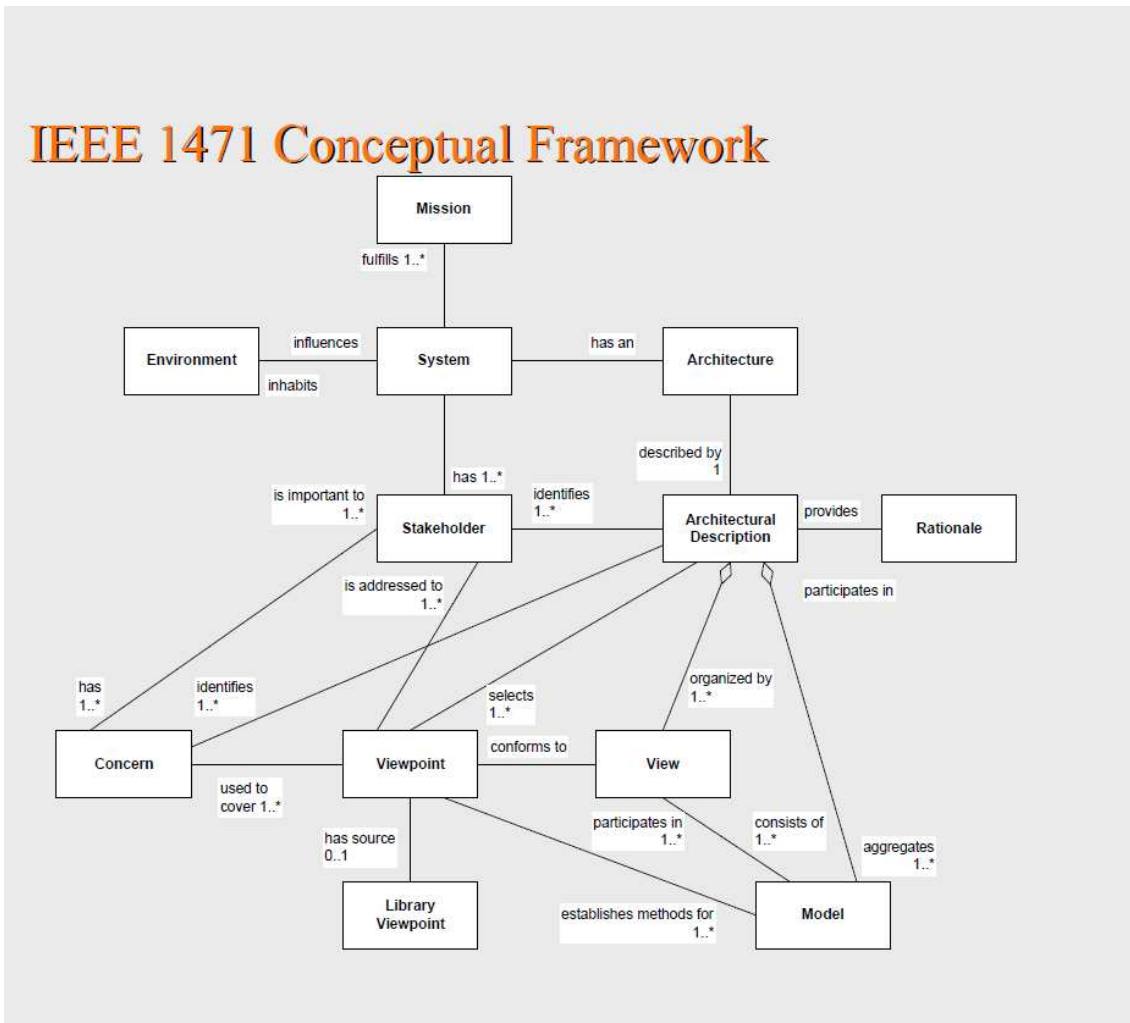 IEEE 1471 Conceptual Framework
Mission
fulfills 1..*
Environment
influences
inhabits
System
has an
Architecture
described by
1
has 1..*
is important to
1..*
Stakeholder
identifies
1..*
Architectural
Description
provides
Rationale
is addressed to
1..*
participates in
has
1..*
identifies
1..*
selects
1..*
organized by
1..*
Concern
used to
cover 1..*
Viewpoint
conforms to
View
has source
0..1
participates in
1..*
consists of
1..*
aggregates
1..*
Library
Viewpoint
establishes methods for
1..*
Model